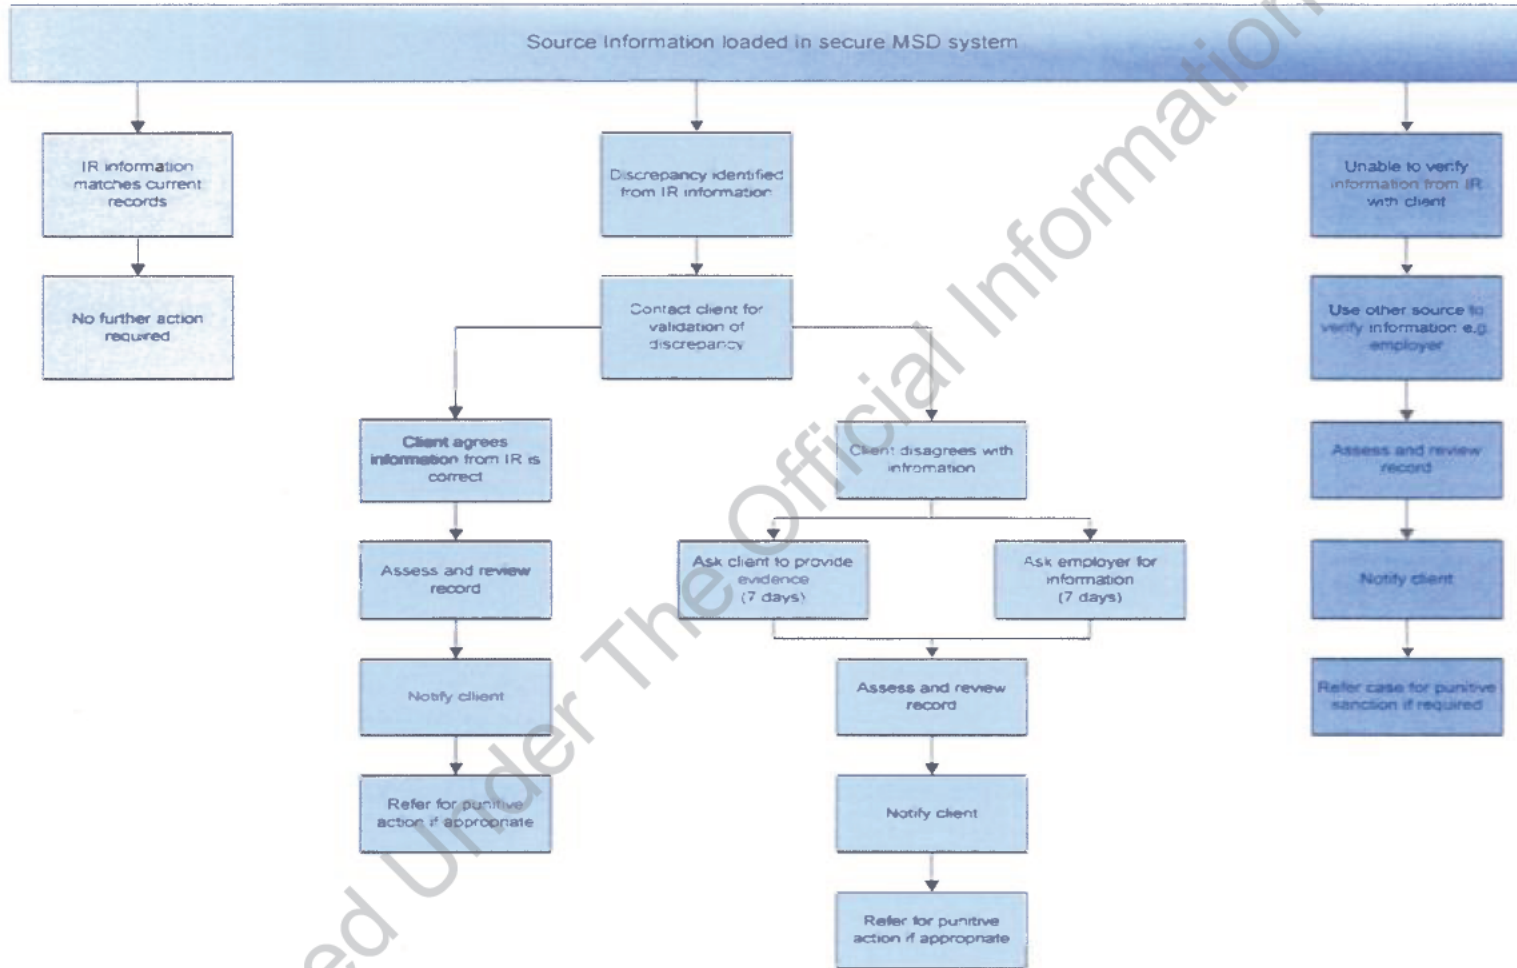 Source Information loaded in secure MSD system
IR information
matches current
records
Discrepancy identified
from IR information
Unable to verify
information from IR
with client
No further action
required
Contact client for
validation of
discrepancy
Use other source to
verify information e.g.
employer
Client agrees
information from IR is
correct
Client disagrees with
infromation
Assess and review
record
Assess and review
record
Ask client to provide
evidence
(7 days)
Ask employer for
information
(7 days)
Notify client
Notify client
Assess and review
record
Refer case for punitive
sanction if required
Refer for punitive
action if appropriate
Notify client
Refer for punitive
action if appropriate
ed Under The Official Information